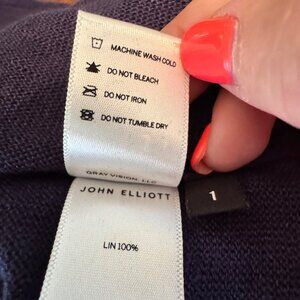 MACHINE WASH COLD
DO NOT BLEACH
DO NOT IRON
DO NOT TUMBLE DRY
GRAY VISION, LLC
JOHN ELLIOTT
1
LIN 100%